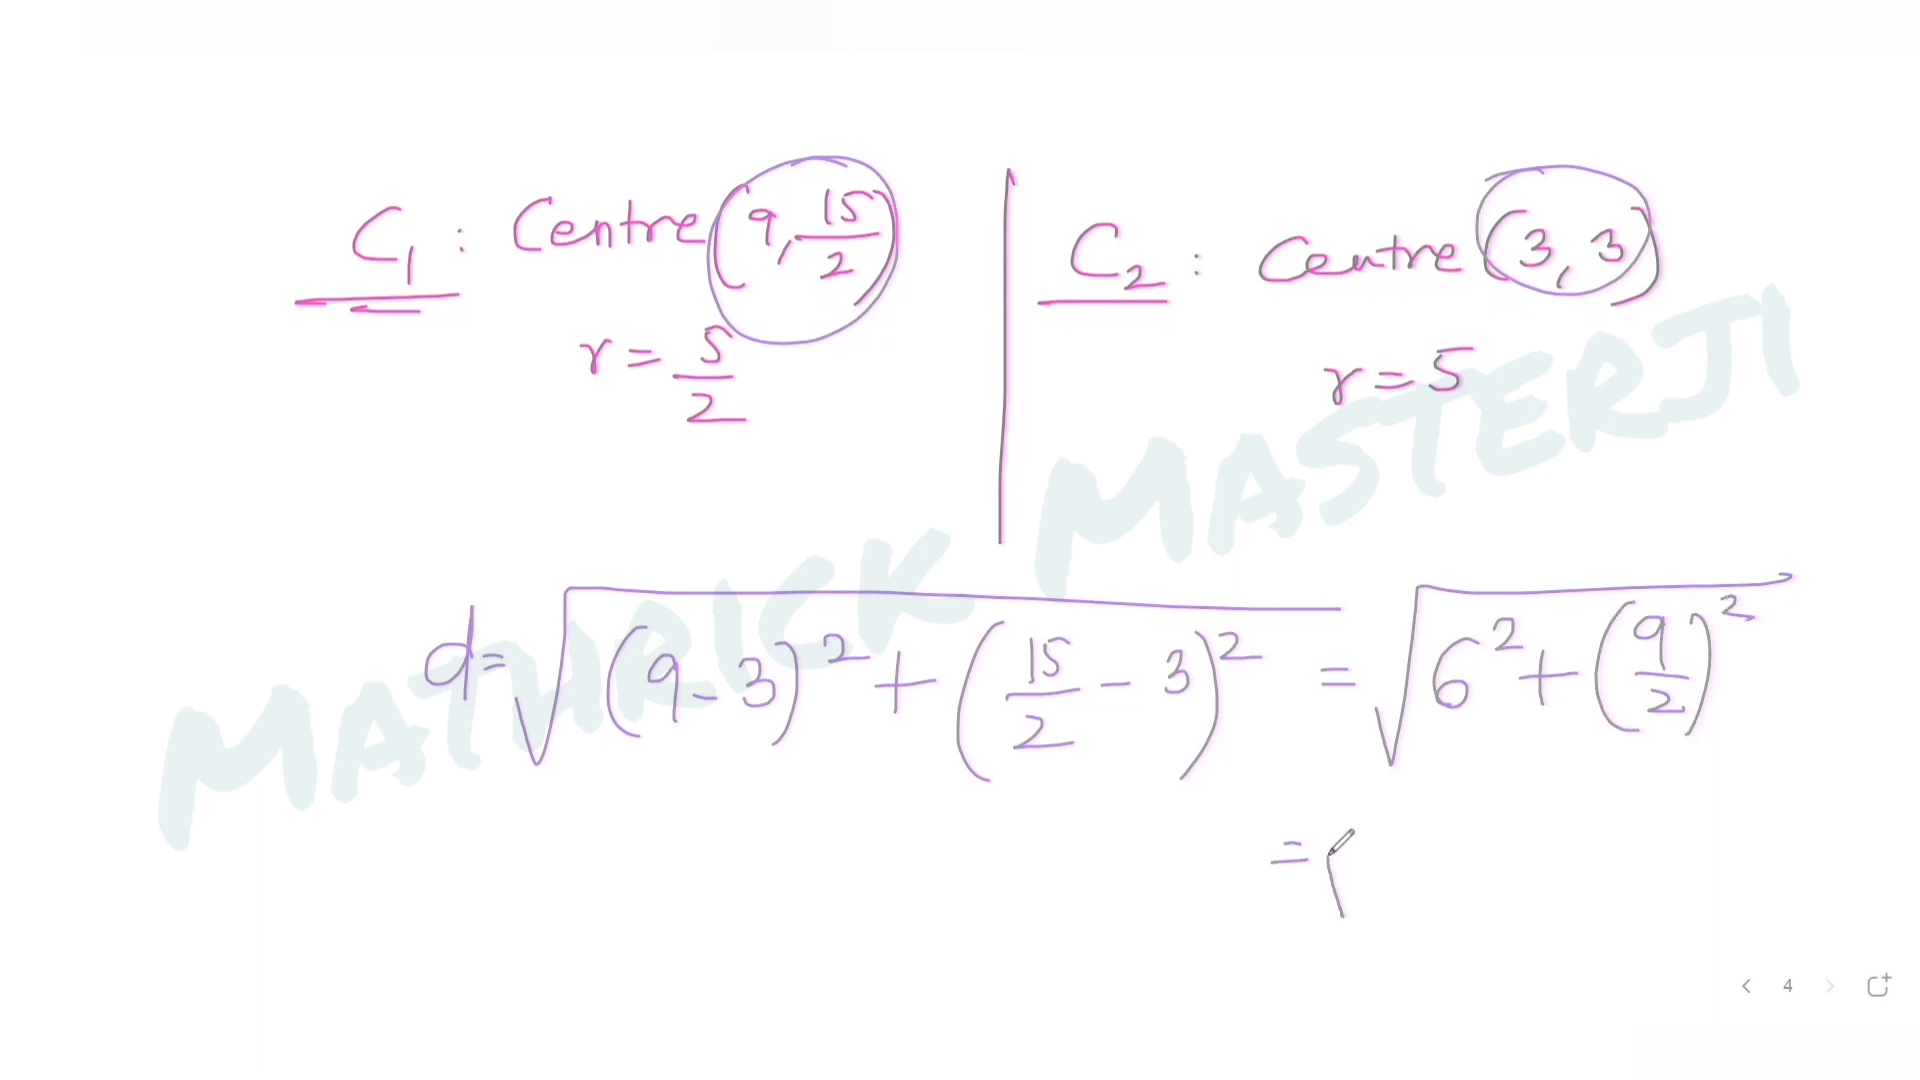 C₁ : Centre (9, 15/2)
r = 5/2
C₂ : Centre (3, 3)
r = 5
MATHRICK MASTERJI
d = √((9 - 3)² + (15/2 - 3)²) = √(6² + (9/2)²)
=
< 4 >